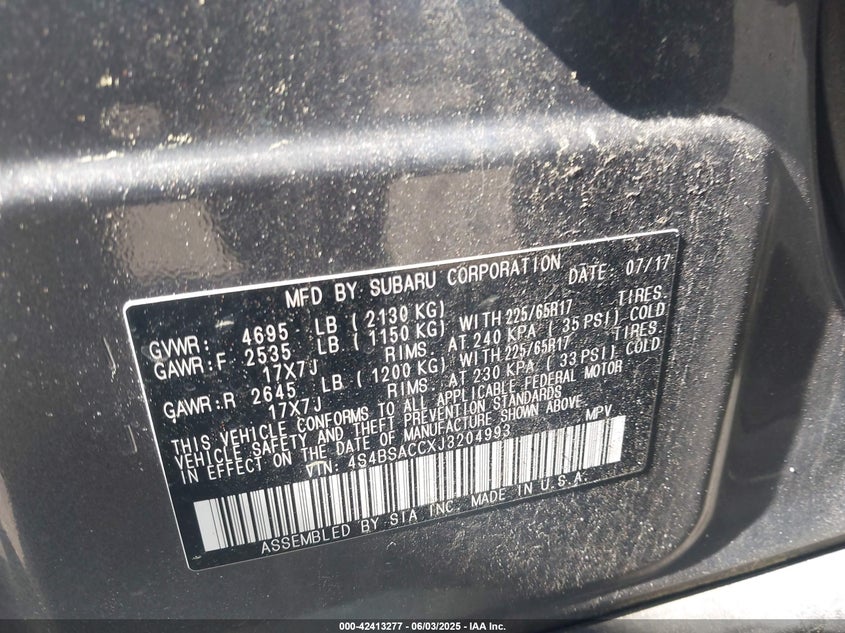 MFD BY SUBARU CORPORATION DATE: 07/17
GVWR: 4695 LB ( 2130 KG)
GAWR:F 2535 LB ( 1150 KG) WITH 225/65R17 TIRES.
17X7J RIMS. AT 240 KPA ( 35 PSI) COLD
GAWR:R 2645 LB ( 1200 KG) WITH 225/65R17 TIRES.
17X7J RIMS. AT 230 KPA ( 33 PSI) COLD
THIS VEHICLE CONFORMS TO ALL APPLICABLE FEDERAL MOTOR
VEHICLE SAFETY AND THEFT PREVENTION STANDARDS
IN EFFECT ON THE DATE OF MANUFACTURE SHOWN ABOVE.
VIN: 4S4BSACCXJ3204993 MPV
ASSEMBLED BY SIA INC. MADE IN U.S.A.
000-42413277 - 06/03/2025 - IAA Inc.